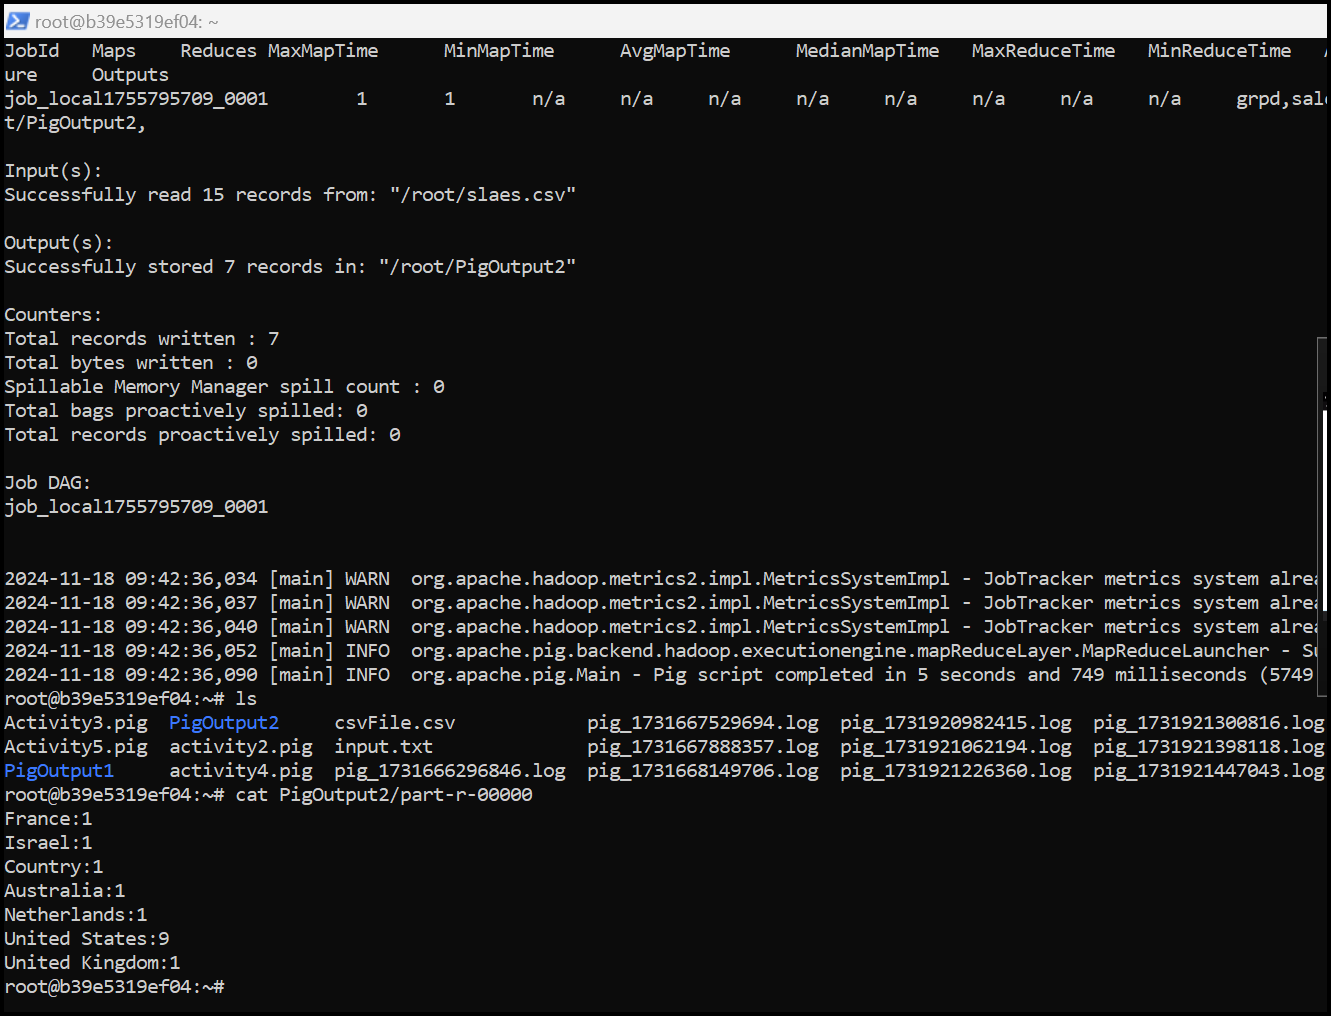 root@b39e5319ef04: ~
JobId   Maps    Reduces MaxMapTime      MinMapTime      AvgMapTime      MedianMapTime   MaxReduceTime   MinReduceTime
ure     Outputs
job_local1755795709_0001        1       1       n/a     n/a     n/a     n/a     n/a     n/a     n/a     n/a     grpd,sale
t/PigOutput2,
Input(s):
Successfully read 15 records from: "/root/slaes.csv"
Output(s):
Successfully stored 7 records in: "/root/PigOutput2"
Counters:
Total records written : 7
Total bytes written : 0
Spillable Memory Manager spill count : 0
Total bags proactively spilled: 0
Total records proactively spilled: 0
Job DAG:
job_local1755795709_0001
2024-11-18 09:42:36,034 [main] WARN  org.apache.hadoop.metrics2.impl.MetricsSystemImpl - JobTracker metrics system alrea
2024-11-18 09:42:36,037 [main] WARN  org.apache.hadoop.metrics2.impl.MetricsSystemImpl - JobTracker metrics system alrea
2024-11-18 09:42:36,040 [main] WARN  org.apache.hadoop.metrics2.impl.MetricsSystemImpl - JobTracker metrics system alrea
2024-11-18 09:42:36,052 [main] INFO  org.apache.pig.backend.hadoop.executionengine.mapReduceLayer.MapReduceLauncher - Su
2024-11-18 09:42:36,090 [main] INFO  org.apache.pig.Main - Pig script completed in 5 seconds and 749 milliseconds (5749
root@b39e5319ef04:~# ls
Activity3.pig  PigOutput2     csvFile.csv            pig_1731667529694.log  pig_1731920982415.log  pig_1731921300816.log
Activity5.pig  activity2.pig  input.txt              pig_1731667888357.log  pig_1731921062194.log  pig_1731921398118.log
PigOutput1     activity4.pig  pig_1731666296846.log  pig_1731668149706.log  pig_1731921226360.log  pig_1731921447043.log
root@b39e5319ef04:~# cat PigOutput2/part-r-00000
France:1
Israel:1
Country:1
Australia:1
Netherlands:1
United States:9
United Kingdom:1
root@b39e5319ef04:~#